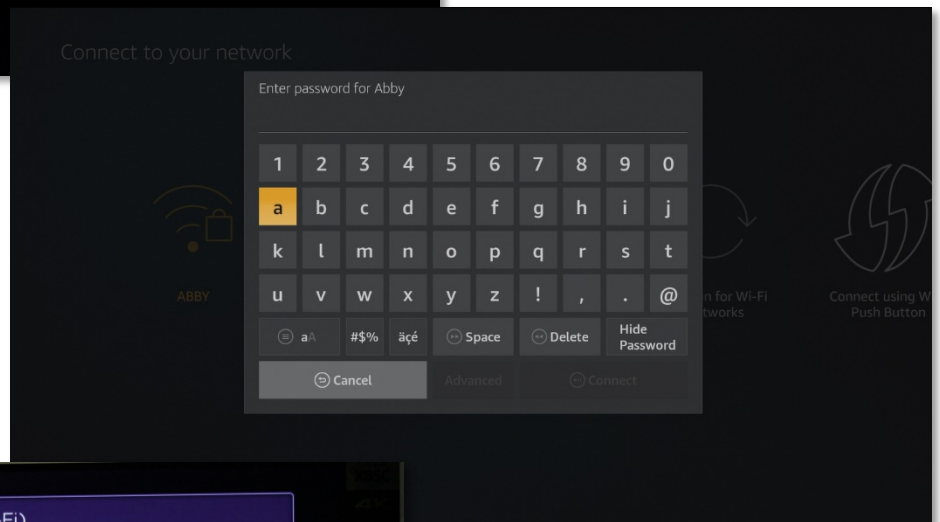 Connect to your network
Enter password for Abby
1 2 3 4 5 6 7 8 9 0
a b c d e f g h i j
k l m n o p q r s t
u v w x y z ! , . @
aA #$% äçé Space Delete Hide Password
Cancel Advanced Connect
ABBY
n for Wi-Fi
tworks
Connect using W
Push Button
Fi)